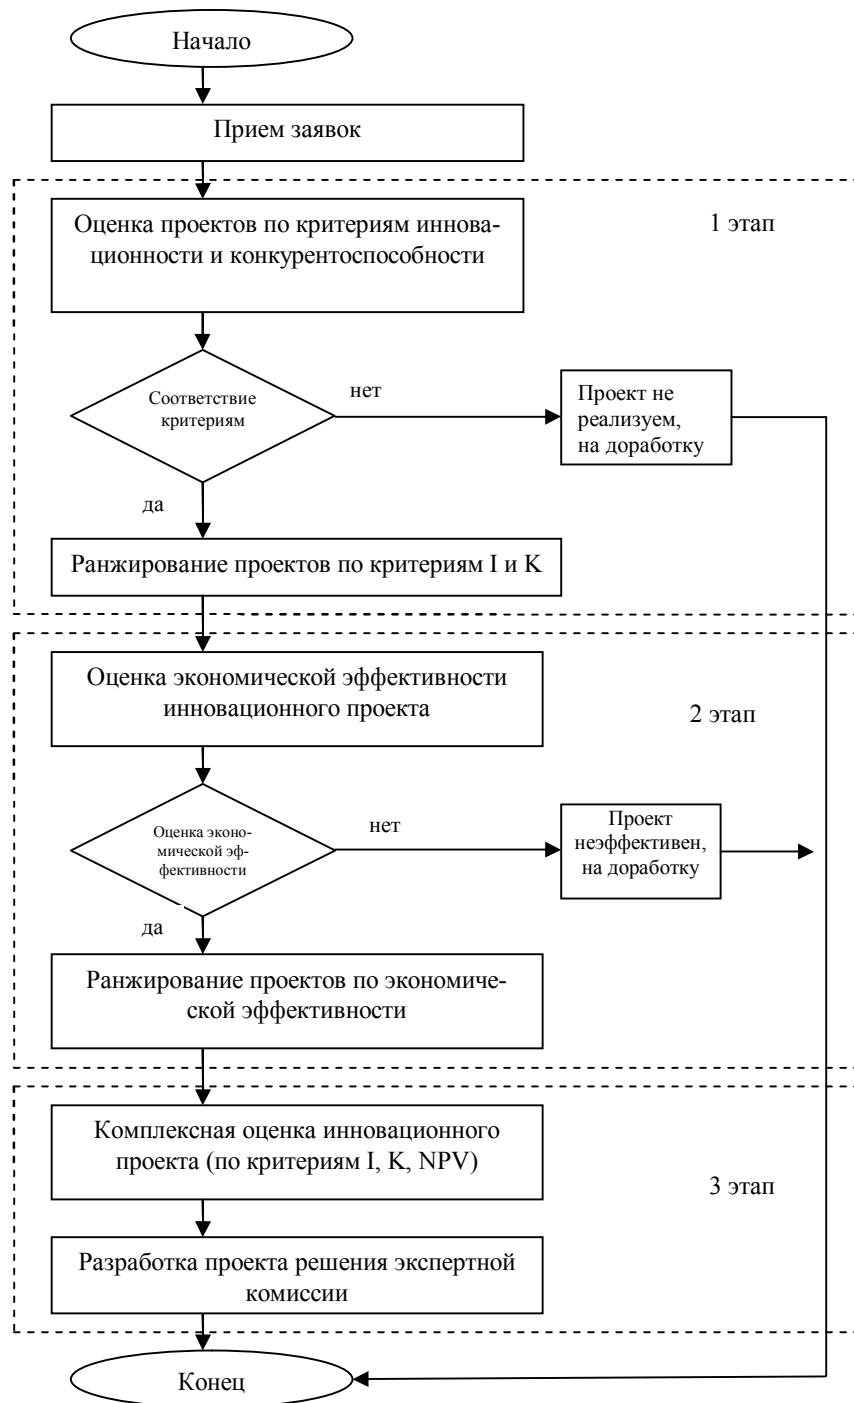 Начало
Прием заявок
Оценка проектов по критериям иннова-
ционности и конкурентоспособности
1 этап
Соответствие
критериям
нет
Проект не
реализуем,
на доработку
да
Ранжирование проектов по критериям I и K
Оценка экономической эффективности
инновационного проекта
2 этап
Оценка эконо-
мической эф-
фективности
нет
Проект
неэффективен,
на доработку
да
Ранжирование проектов по экономиче-
ской эффективности
Комплексная оценка инновационного
проекта (по критериям I, K, NPV)
3 этап
Разработка проекта решения экспертной
комиссии
Конец